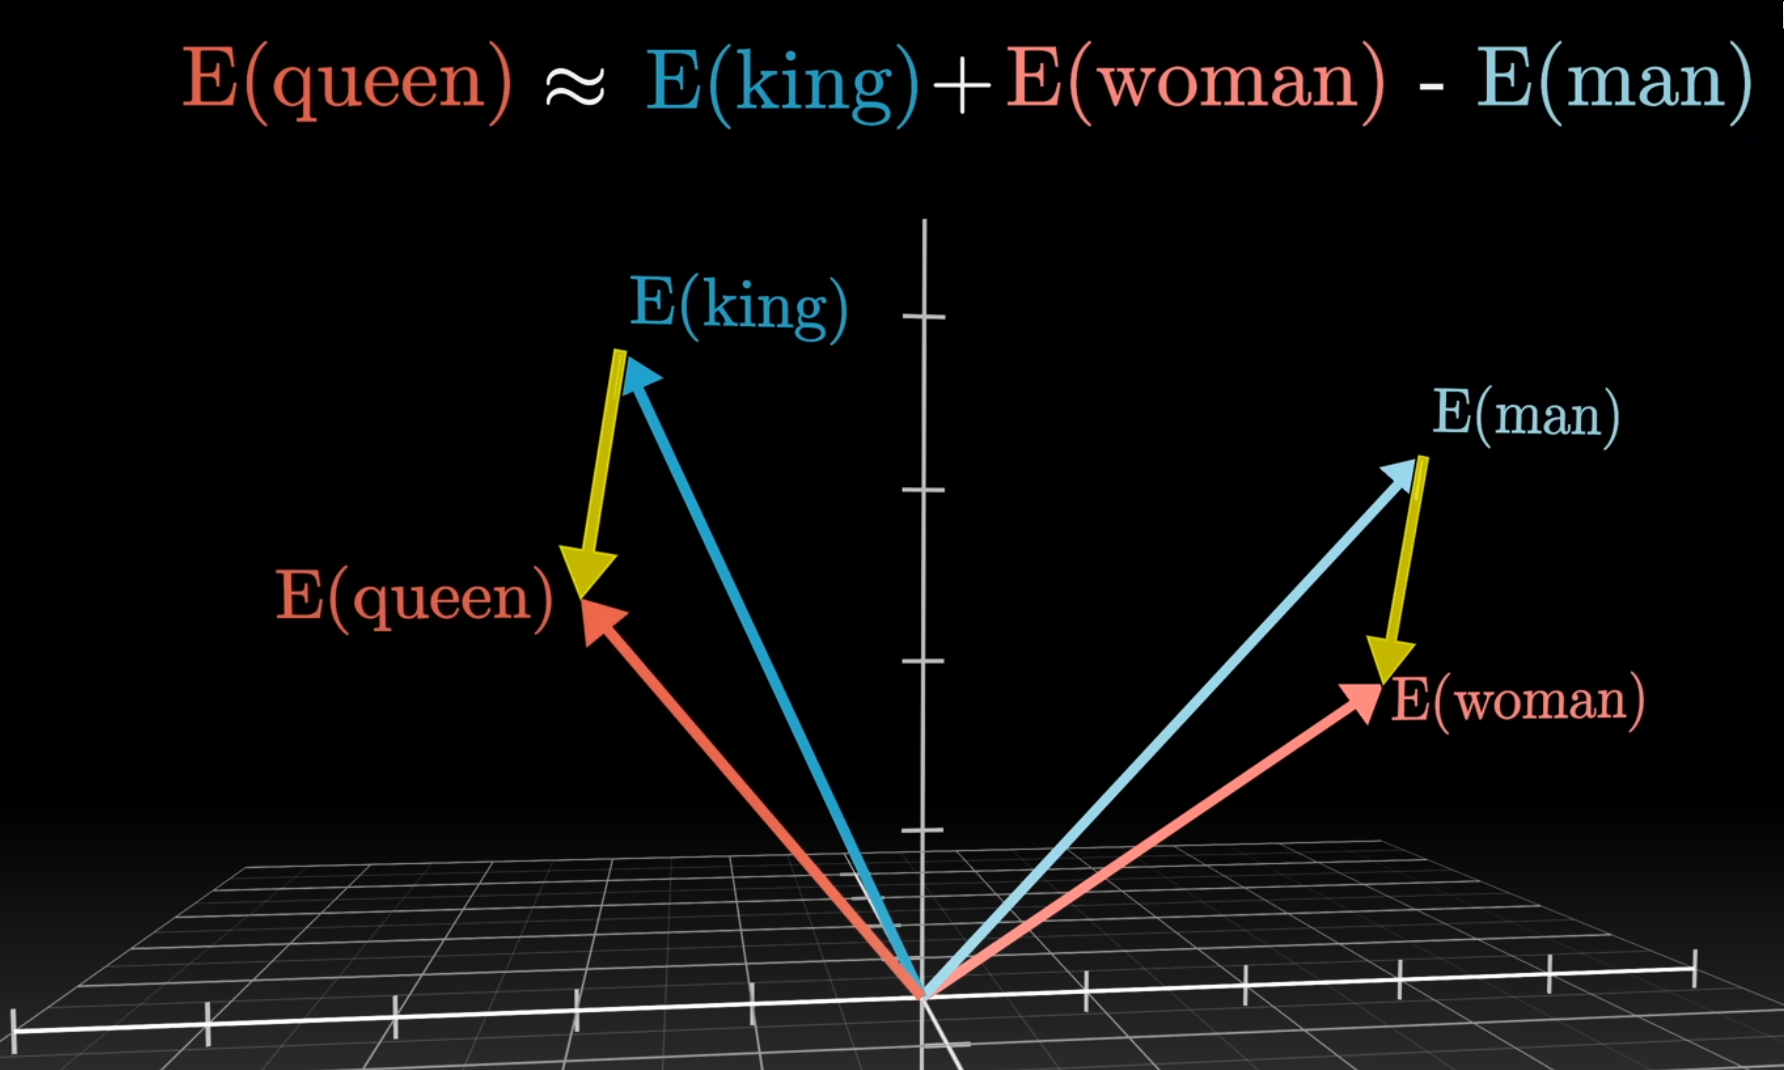 E(queen) ≈ E(king)+E(woman) - E(man)
E(king)
E(man)
E(queen)
E(woman)